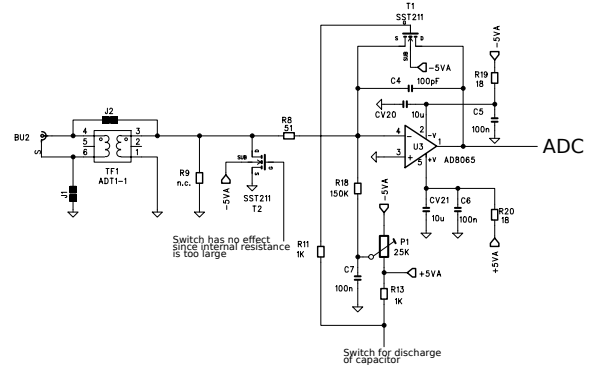 T1
SST211
G
S
D
SUB
-5VA
-5VA
R19
18
C4
100pF
J2
CV20
10u
C5
100n
R8
51
BU2
S
4
5
6
3
2
1
TF1
ADT1-1
J1
R9
n.c.
SUB
D
G
S
-5VA
SST211
T2
4
3
2
-V
1
U3
5
+V
AD8065
ADC
R18
150K
-5VA
CV21
10u
C6
100n
R20
18
+5VA
Switch has no effect
since internal resistance
is too large
R11
1K
P1
25K
C7
100n
+5VA
R13
1K
Switch for discharge
of capacitor